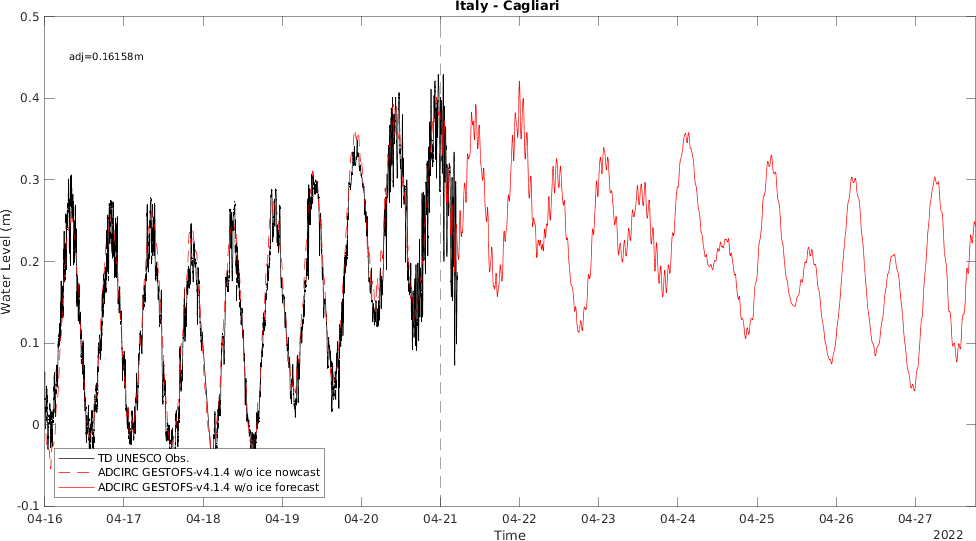 Italy - Cagliari
0.5
adj=0.16158m
0.4
0.3
0.2
0.1
0
-0.1
Water Level (m)
TD UNESCO Obs.
ADCIRC GESTOFS-v4.1.4 w/o ice nowcast
ADCIRC GESTOFS-v4.1.4 w/o ice forecast
04-16 04-17 04-18 04-19 04-20 04-21 04-22 04-23 04-24 04-25 04-26 04-27
Time
2022